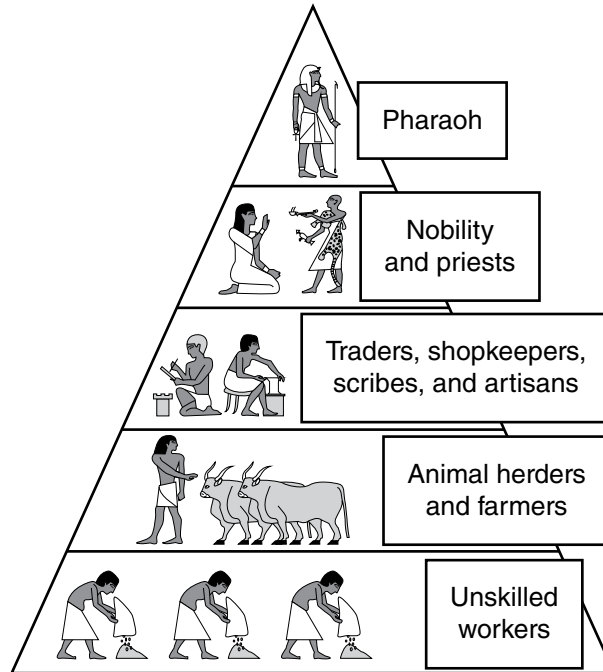 Pharaoh
Nobility
and priests
Traders, shopkeepers,
scribes, and artisans
Animal herders
and farmers
Unskilled
workers